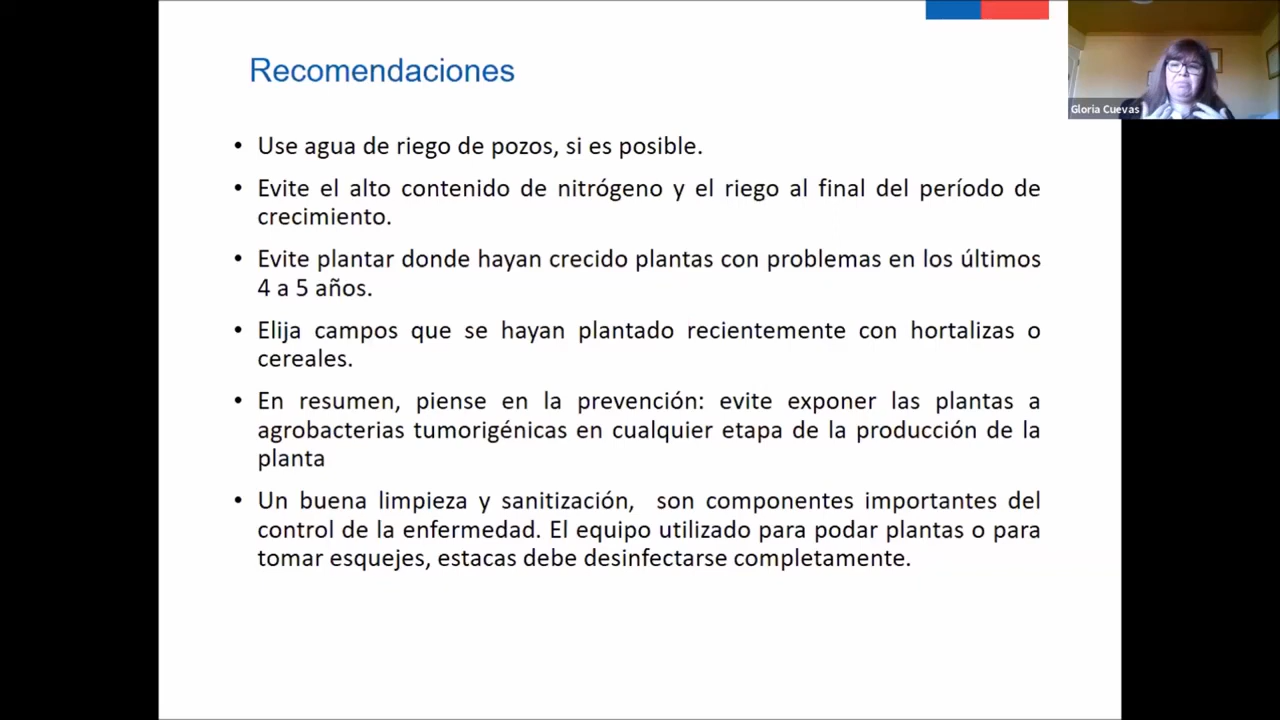 Recomendaciones
Gloria Cuevas
• Use agua de riego de pozos, si es posible.
• Evite el alto contenido de nitrógeno y el riego al final del período de
crecimiento.
• Evite plantar donde hayan crecido plantas con problemas en los últimos
4 a 5 años.
• Elija campos que se hayan plantado recientemente con hortalizas o
cereales.
• En resumen, piense en la prevención: evite exponer las plantas a
agrobacterias tumorigénicas en cualquier etapa de la producción de la
planta
• Un buena limpieza y sanitización,  son componentes importantes del
control de la enfermedad. El equipo utilizado para podar plantas o para
tomar esquejes, estacas debe desinfectarse completamente.